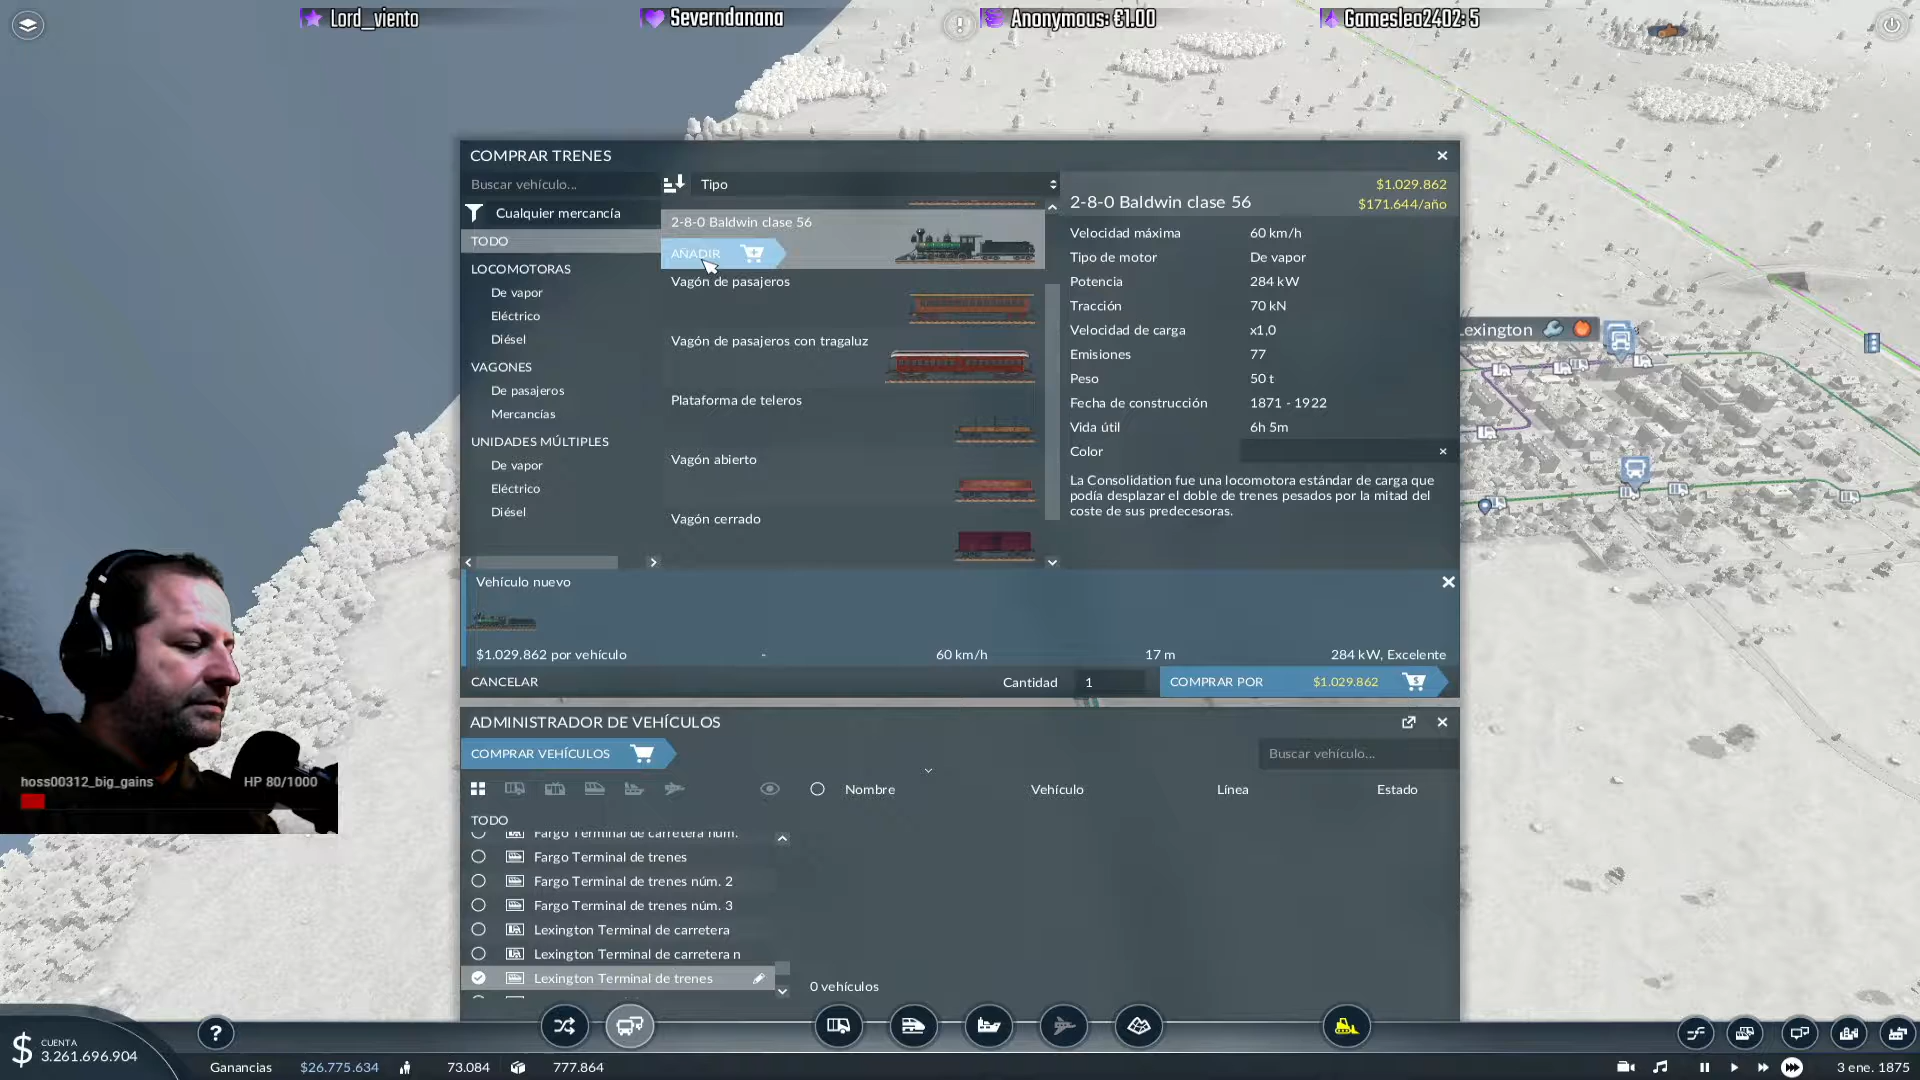 Lord_viento
Severndanana
Anonymous: €1.00
Gameslea2402: 5
COMPRAR TRENES
Buscar vehículo...
Tipo
Cualquier mercancía
TODO
LOCOMOTORAS
De vapor
Eléctrico
Diésel
VAGONES
De pasajeros
Mercancías
UNIDADES MÚLTIPLES
De vapor
Eléctrico
Diésel
2-8-0 Baldwin clase 56
AÑADIR
Vagón de pasajeros
Vagón de pasajeros con tragaluz
Plataforma de teleros
Vagón abierto
Vagón cerrado
$1.029.862
2-8-0 Baldwin clase 56
$171.644/año
Velocidad máxima 60 km/h
Tipo de motor De vapor
Potencia 284 kW
Tracción 70 kN
Velocidad de carga x1,0
Emisiones 77
Peso 50 t
Fecha de construcción 1871 - 1922
Vida útil 6h 5m
Color
La Consolidation fue una locomotora estándar de carga que
podía desplazar el doble de trenes pesados por la mitad del
coste de sus predecesoras.
Lexington
Vehículo nuevo
$1.029.862 por vehículo - 60 km/h 17 m 284 kW, Excelente
CANCELAR Cantidad 1 COMPRAR POR $1.029.862
ADMINISTRADOR DE VEHÍCULOS
COMPRAR VEHÍCULOS
Buscar vehículo...
Nombre Vehículo Línea Estado
TODO
Fargo Terminal de carretera núm.
Fargo Terminal de trenes
Fargo Terminal de trenes núm. 2
Fargo Terminal de trenes núm. 3
Lexington Terminal de carretera
Lexington Terminal de carretera n
Lexington Terminal de trenes
0 vehículos
hoss00312_big_gains HP 80/1000
CUENTA
$ 3.261.696.904
?
Ganancias $26.775.634 73.084 777.864
3 ene. 1875